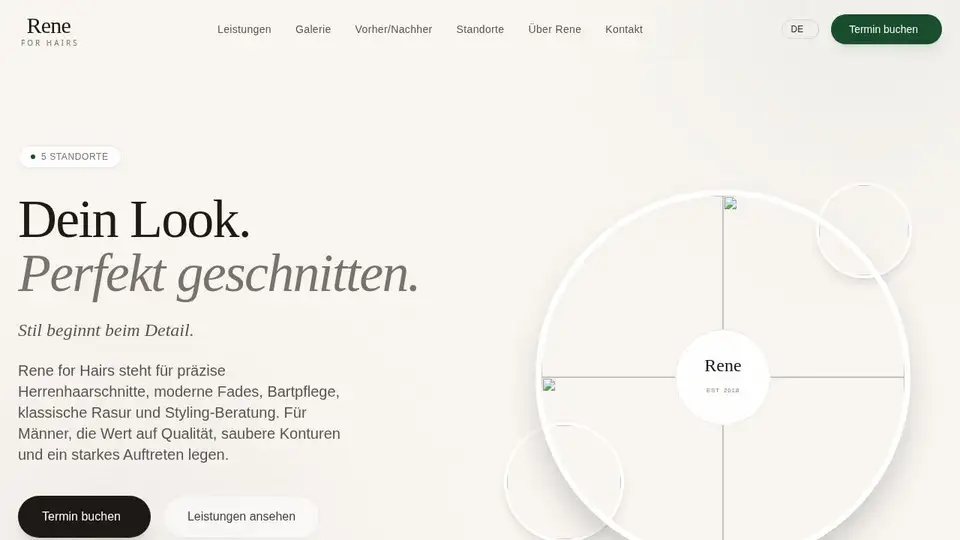 Rene
FOR HAIRS
Leistungen
Galerie
Vorher/Nachher
Standorte
Über Rene
Kontakt
DE
Termin buchen
5 STANDORTE
Dein Look.
Perfekt geschnitten.
Stil beginnt beim Detail.
Rene for Hairs steht für präzise
Herrenhaarschnitte, moderne Fades, Bartpflege,
klassische Rasur und Styling-Beratung. Für
Männer, die Wert auf Qualität, saubere Konturen
und ein starkes Auftreten legen.
Termin buchen
Leistungen ansehen
Rene
EST 2018